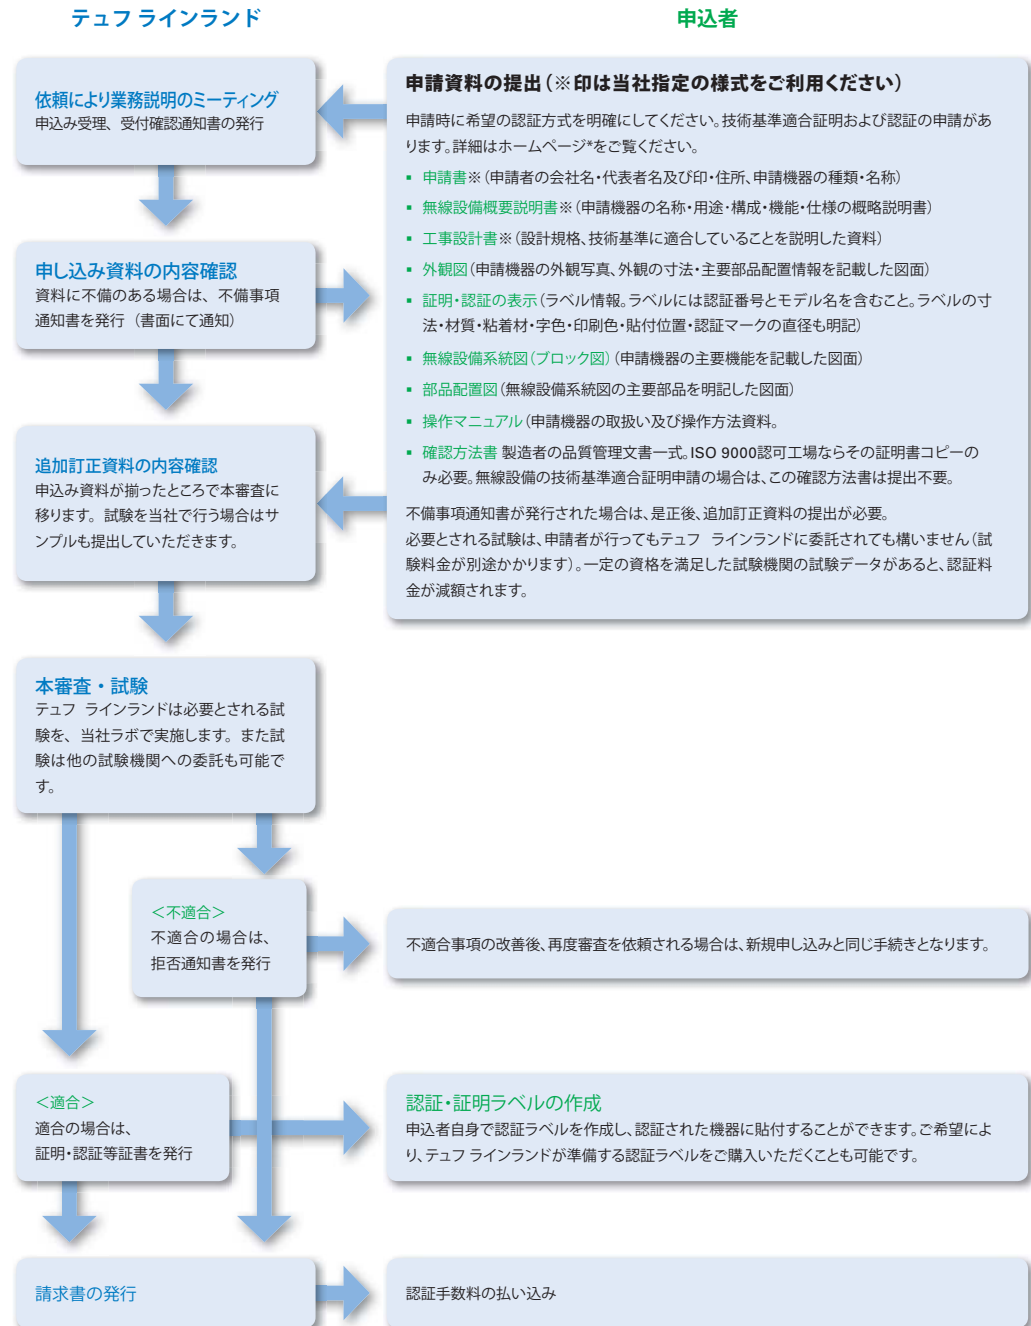 テュフ ラインランド
申込者
依頼により業務説明のミーティング
申込み受理、受付確認通知書の発行
申請資料の提出（※印は当社指定の様式をご利用ください）
申請時に希望の認証方式を明確にしてください。技術基準適合証明および認証の申請があ
ります。詳細はホームページ*をご覧ください。
▪ 申請書※（申請者の会社名・代表者名及び印・住所、申請機器の種類・名称）
▪ 無線設備概要説明書※（申請機器の名称・用途・構成・機能・仕様の概略説明書）
▪ 工事設計書※（設計規格、技術基準に適合していることを説明した資料）
▪ 外観図（申請機器の外観写真、外観の寸法・主要部品配置情報を記載した図面）
▪ 証明・認証の表示（ラベル情報。ラベルには認証番号とモデル名を含むこと。ラベルの寸
法・材質・粘着材・字色・印刷色・貼付位置・認証マークの直径も明記）
▪ 無線設備系統図（ブロック図）（申請機器の主要機能を記載した図面）
▪ 部品配置図（無線設備系統図の主要部品を明記した図面）
▪ 操作マニュアル（申請機器の取扱い及び操作方法資料。
▪ 確認方法書 製造者の品質管理文書一式。ISO 9000認可工場ならその証明書コピーの
み必要。無線設備の技術基準適合証明申請の場合は、この確認方法書は提出不要。
不備事項通知書が発行された場合は、是正後、追加訂正資料の提出が必要。
必要とされる試験は、申請者が行ってもテュフ ラインランドに委託されても構いません（試
験料金が別途かかります）。一定の資格を満足した試験機関の試験データがあると、認証料
金が減額されます。
申し込み資料の内容確認
資料に不備のある場合は、不備事項
通知書を発行（書面にて通知）
追加訂正資料の内容確認
申込み資料が揃ったところで本審査に
移ります。試験を当社で行う場合はサ
ンプルも提出していただきます。
本審査・試験
テュフ ラインランドは必要とされる試
験を、当社ラボで実施します。また試
験は他の試験機関への委託も可能で
す。
＜不適合＞
不適合の場合は、
拒否通知書を発行
不適合事項の改善後、再度審査を依頼される場合は、新規申し込みと同じ手続きとなります。
＜適合＞
適合の場合は、
証明・認証等証書を発行
認証・証明ラベルの作成
申込者自身で認証ラベルを作成し、認証された機器に貼付することができます。ご希望によ
り、テュフ ラインランドが準備する認証ラベルをご購入いただくことも可能です。
請求書の発行
認証手数料の払い込み